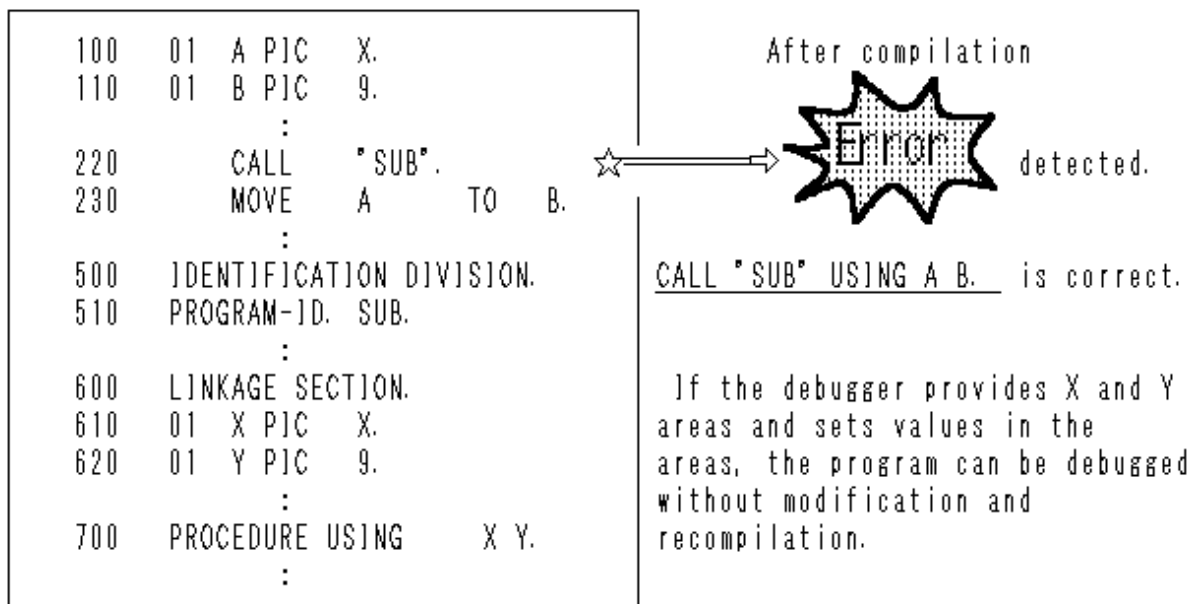 100 01 A PIC X.
110 01 B PIC 9.
:
220 CALL "SUB".
230 MOVE A TO B.
:
500 IDENTIFICATION DIVISION.
510 PROGRAM-ID. SUB.
:
600 LINKAGE SECTION.
610 01 X PIC X.
620 01 Y PIC 9.
:
700 PROCEDURE USING X Y.
:
After compilation
Error
detected.
CALL "SUB" USING A B. is correct.
If the debugger provides X and Y
areas and sets values in the
areas, the program can be debugged
without modification and
recompilation.